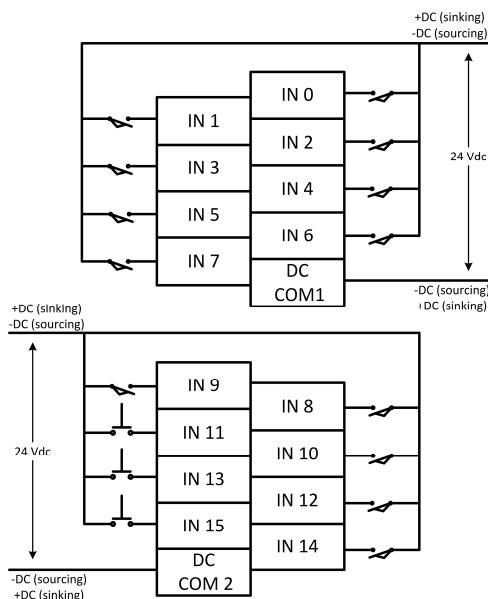 +DC (sinking)
-DC (sourcing)
IN 0
IN 1
IN 2
IN 3
24 Vdc
IN 4
IN 5
IN 6
IN 7
DC
COM1
-DC (sourcing)
+DC (sinking)
+DC (sinking)
-DC (sourcing)
IN 9
IN 8
IN 11
24 Vdc
IN 10
IN 13
IN 12
IN 15
IN 14
DC
COM 2
-DC (sourcing)
+DC (sinking)